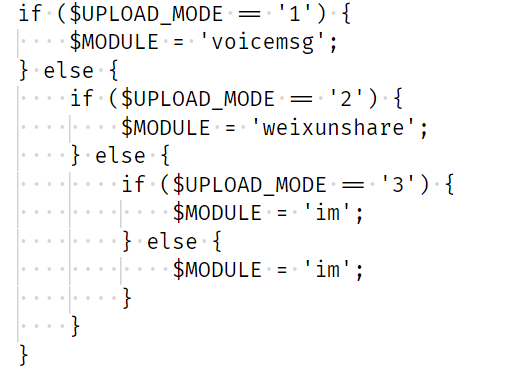 if ($UPLOAD_MODE == '1') {
    $MODULE = 'voicemsg';
} else {
    if ($UPLOAD_MODE == '2') {
        $MODULE = 'weixunshare';
    } else {
        if ($UPLOAD_MODE == '3') {
            $MODULE = 'im';
        } else {
            $MODULE = 'im';
        }
    }
}